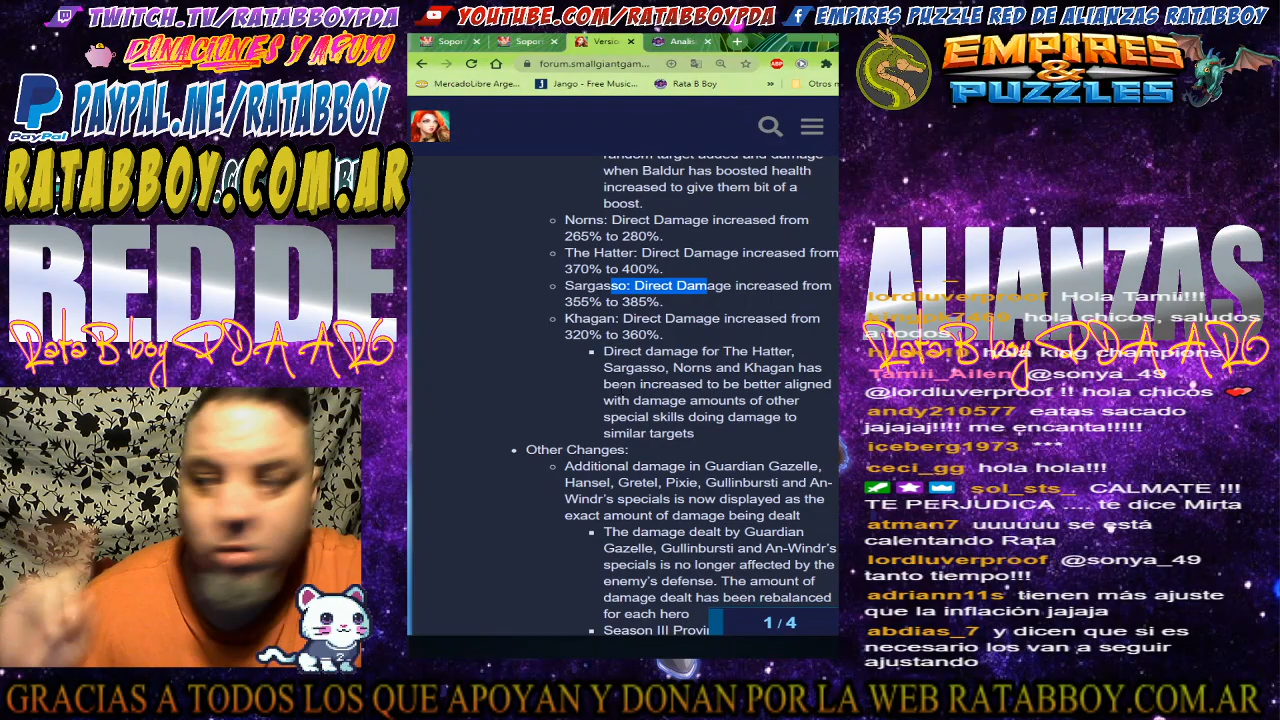 TWITCH.TV/RATABBOYPDA
YOUTUBE.COM/RATABBOYPDA
EMPIRES PUZZLE RED DE ALIANZAS RATABBOY
DONACIONES Y APOYO
PayPal
PAYPAL.ME/RATABBOY
RATABBOY.COM.AR
RED DE
Rata B boy PDA ARG
Sopor
Sopor
Versio
Analis
forum.smallgiantgam...
ABP
MercadoLibre Arge...
Jango - Free Music...
Rata B Boy
Otros m
random target added and damage
when Baldur has boosted health
increased to give them bit of a
boost.
Norns: Direct Damage increased from
265% to 280%.
The Hatter: Direct Damage increased from
370% to 400%.
Sargasso: Direct Damage increased from
355% to 385%.
Khagan: Direct Damage increased from
320% to 360%.
Direct damage for The Hatter,
Sargasso, Norns and Khagan has
been increased to be better aligned
with damage amounts of other
special skills doing damage to
similar targets
Other Changes:
Additional damage in Guardian Gazelle,
Hansel, Gretel, Pixie, Gullinbursti and An-
Windr's specials is now displayed as the
exact amount of damage being dealt
The damage dealt by Guardian
Gazelle, Gullinbursti and An-Windr's
specials is no longer affected by the
enemy's defense. The amount of
damage dealt has been rebalanced
for each hero
Season III Provi
1 / 4
EMPIRES
&
PUZZLES
ALIANZAS
Rata B boy PDA ARG
lordluverproof Hola Tamii!!!
kingpk7469 hola chicos, saludos
a todos
hola king champions
Tamii_Ailen @sonya_49
@lordluverproof !! hola chicos
andy210577 eatas sacado
jajajaj!!!! me encanta!!!!!
iceberg1973 ***
ceci_gg hola hola!!!
sol_sts_ CALMATE !!!
TE PERJUDICA .... te dice Mirta
atman7 uuuuuu se está
calentando Rata
lordluverproof @sonya_49
tanto tiempo!!!
adriann11s tienen más ajuste
que la inflación jajaja
abdias_7 y dicen que si es
necesario los van a seguir
ajustando
GRACIAS A TODOS LOS QUE APOYAN Y DONAN POR LA WEB RATABBOY.COM.AR